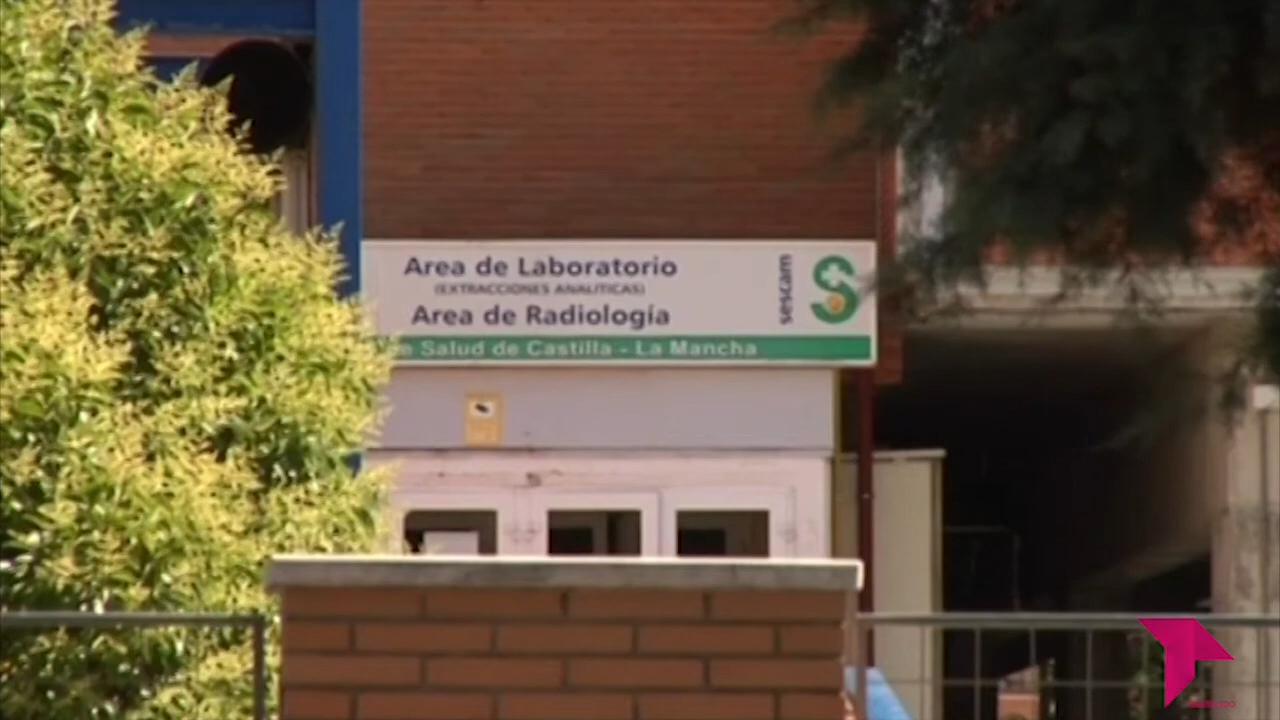 Area de Laboratorio
(EXTRACCIONES ANALITICAS)
Area de Radiología
sescam
Salud de Castilla - La Mancha